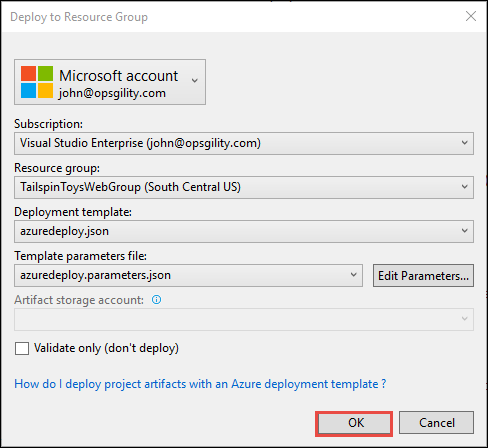 Deploy to Resource Group
Microsoft account
john@opsgility.com
Subscription:
Visual Studio Enterprise (john@opsgility.com)
Resource group:
TailspinToysWebGroup (South Central US)
Deployment template:
azuredeploy.json
Template parameters file:
azuredeploy.parameters.json
Edit Parameters...
Artifact storage account:
Validate only (don't deploy)
How do I deploy project artifacts with an Azure deployment template ?
OK
Cancel